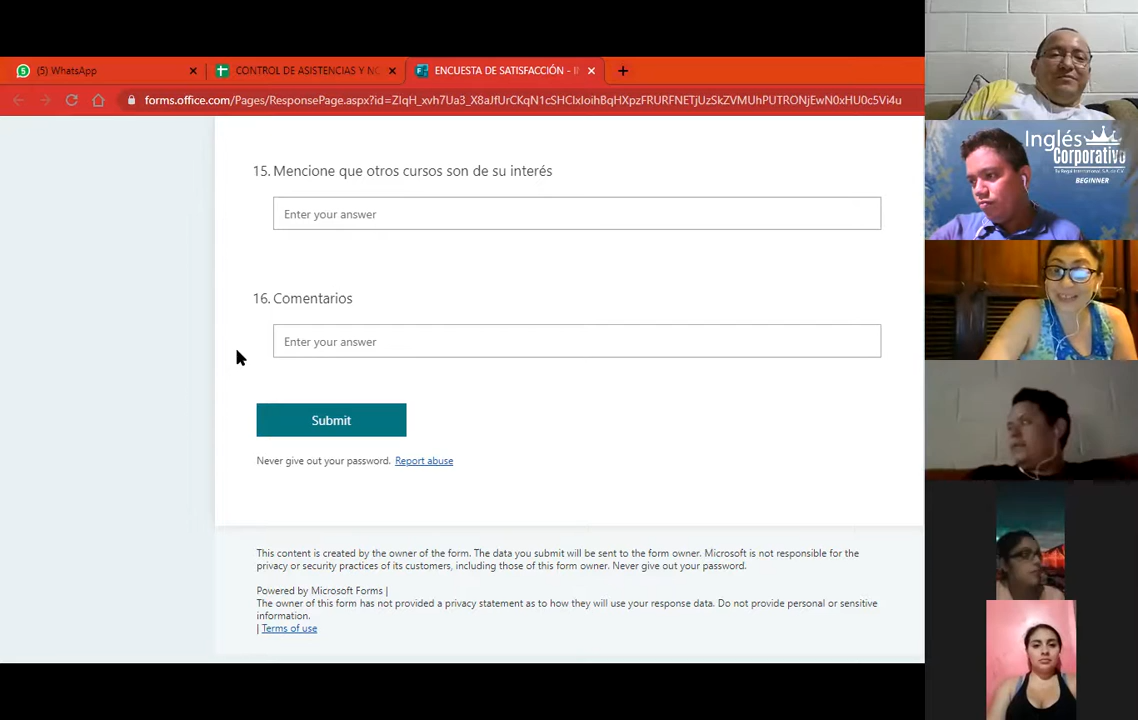 (5) WhatsApp
CONTROL DE ASISTENCIAS Y NO
ENCUESTA DE SATISFACCIÓN - I
forms.office.com/Pages/ResponsePage.aspx?id=ZIqH_xvh7Ua3_X8aJfUrCKqN1cSHClxIoihBqHXpzFRURFNETjUzSkZVMUhPUTRONjEwN0xHU0c5Vi4u
15. Mencione que otros cursos son de su interés
Enter your answer
16. Comentarios
Enter your answer
Submit
Never give out your password. Report abuse
This content is created by the owner of the form. The data you submit will be sent to the form owner. Microsoft is not responsible for the
privacy or security practices of its customers, including those of this form owner. Never give out your password.
Powered by Microsoft Forms |
The owner of this form has not provided a privacy statement as to how they will use your response data. Do not provide personal or sensitive
information.
| Terms of use
Inglés
Corporativo
Te Regal International S.A. de C.V.
BEGINNER